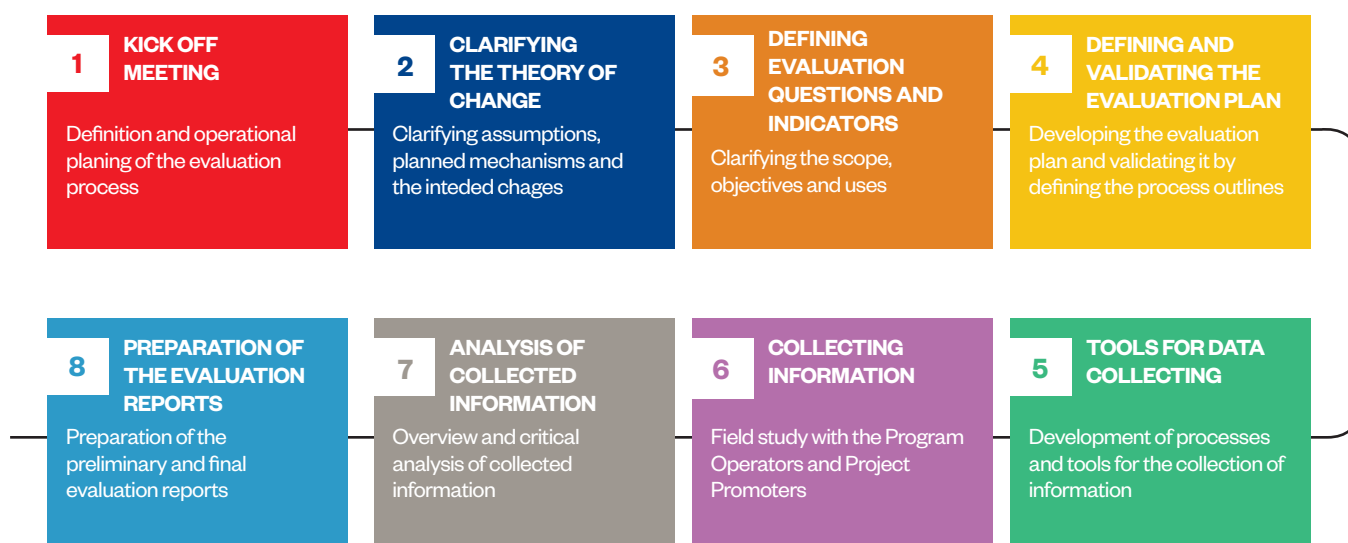 1
KICK OFF
MEETING
Definition and operational
planing of the evaluation
process
2
CLARIFYING
THE THEORY OF
CHANGE
Clarifying assumptions,
planned mechanisms and
the inteded chages
3
DEFINING
EVALUATION
QUESTIONS AND
INDICATORS
Clarifying the scope,
objectives and uses
4
DEFINING AND
VALIDATING THE
EVALUATION PLAN
Developing the evaluation
plan and validating it by
defining the process outlines
5
TOOLS FOR DATA
COLLECTING
Development of processes
and tools for the collection of
information
6
COLLECTING
INFORMATION
Field study with the Program
Operators and Project
Promoters
7
ANALYSIS OF
COLLECTED
INFORMATION
Overview and critical
analysis of collected
information
8
PREPARATION OF
THE EVALUATION
REPORTS
Preparation of the
preliminary and final
evaluation reports